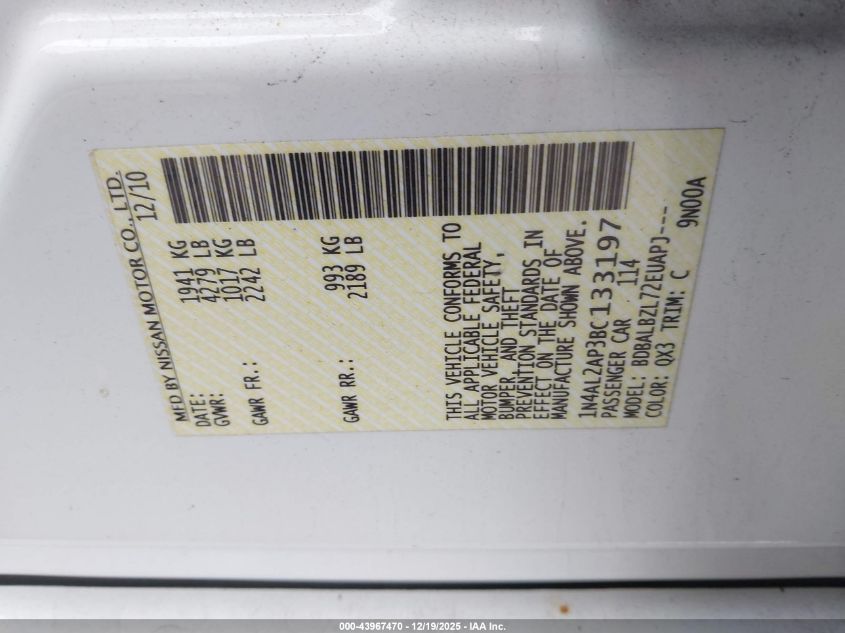 MFD BY NISSAN MOTOR CO., LTD.
DATE: 12/10
GVWR: 1941 KG
4279 LB
GAWR FR.: 1017 KG
2242 LB
GAWR RR.: 993 KG
2189 LB
THIS VEHICLE CONFORMS TO
ALL APPLICABLE FEDERAL
MOTOR VEHICLE SAFETY,
BUMPER, AND THEFT
PREVENTION STANDARDS IN
EFFECT ON THE DATE OF
MANUFACTURE SHOWN ABOVE.
1N4AL2AP3BC133197
PASSENGER CAR 114
MODEL: BDBALBZL72EUAPJ---
COLOR: QX3 TRIM: C 9N00A
000-43967470 - 12/19/2025 - IAA Inc.